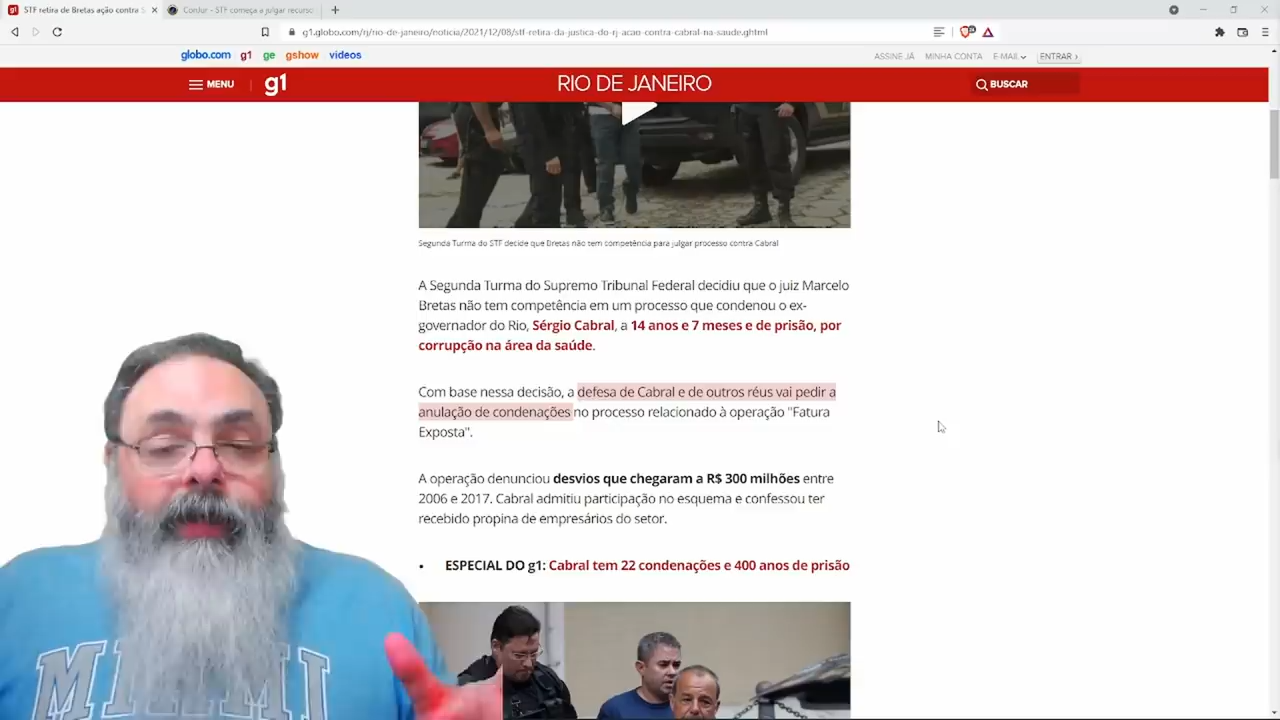 STF retira de Bretas ação contra S
ConJur - STF começa a julgar recurso
g1.globo.com/rj/rio-de-janeiro/noticia/2021/12/08/stf-retira-da-justica-do-rj-acao-contra-cabral-na-saude.ghtml
globo.com g1 ge gshow vídeos
ASSINE JÁ MINHA CONTA E-MAIL ENTRAR ›
MENU g1 RIO DE JANEIRO BUSCAR
Segunda Turma do STF decide que Bretas não tem competência para julgar processo contra Cabral
A Segunda Turma do Supremo Tribunal Federal decidiu que o juiz Marcelo
Bretas não tem competência em um processo que condenou o ex-
governador do Rio, Sérgio Cabral, a 14 anos e 7 meses e de prisão, por
corrupção na área da saúde.
Com base nessa decisão, a defesa de Cabral e de outros réus vai pedir a
anulação de condenações no processo relacionado à operação "Fatura
Exposta".
A operação denunciou desvios que chegaram a R$ 300 milhões entre
2006 e 2017. Cabral admitiu participação no esquema e confessou ter
recebido propina de empresários do setor.
• ESPECIAL DO g1: Cabral tem 22 condenações e 400 anos de prisão